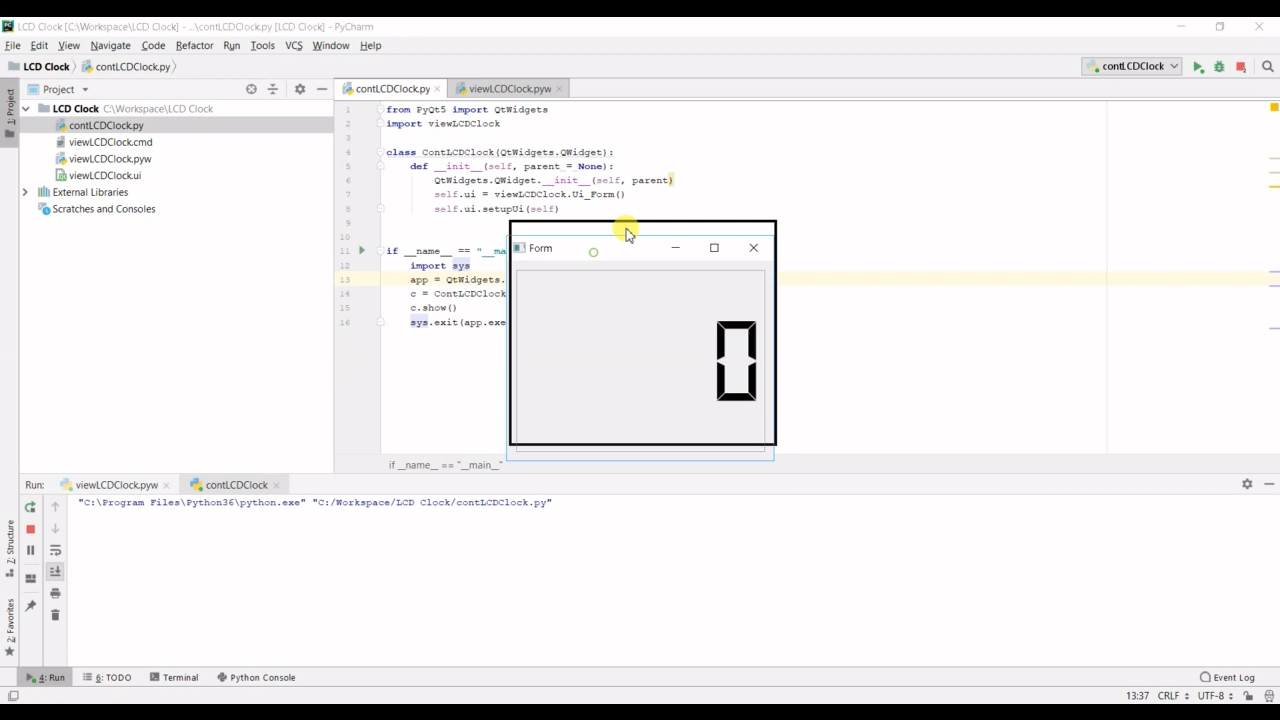 LCD Clock [C:\Workspace\LCD Clock] - ...\contLCDClock.py [LCD Clock] - PyCharm
File Edit View Navigate Code Refactor Run Tools VCS Window Help
LCD Clock contLCDClock.py contLCDClock
1: Project
Project
contLCDClock.py viewLCDClock.pyw
LCD Clock C:\Workspace\LCD Clock
contLCDClock.py
viewLCDClock.cmd
viewLCDClock.pyw
viewLCDClock.ui
External Libraries
Scratches and Consoles
1 from PyQt5 import QtWidgets
2 import viewLCDClock
3
4 class ContLCDClock(QtWidgets.QWidget):
5 def __init__(self, parent = None):
6 QtWidgets.QWidget.__init__(self, parent)
7 self.ui = viewLCDClock.Ui_Form()
8 self.ui.setupUi(self)
9
10
11 if __name__ == "__ma
12 import sys
13 app = QtWidgets.
14 c = ContLCDClock
15 c.show()
16 sys.exit(app.exe
Form
0
if __name__ == "__main__"
Run: viewLCDClock.pyw contLCDClock
"C:\Program Files\Python36\python.exe" "C:/Workspace/LCD Clock/contLCDClock.py"
7: Structure
2: Favorites
4: Run 6: TODO Terminal Python Console Event Log
13:37 CRLF UTF-8